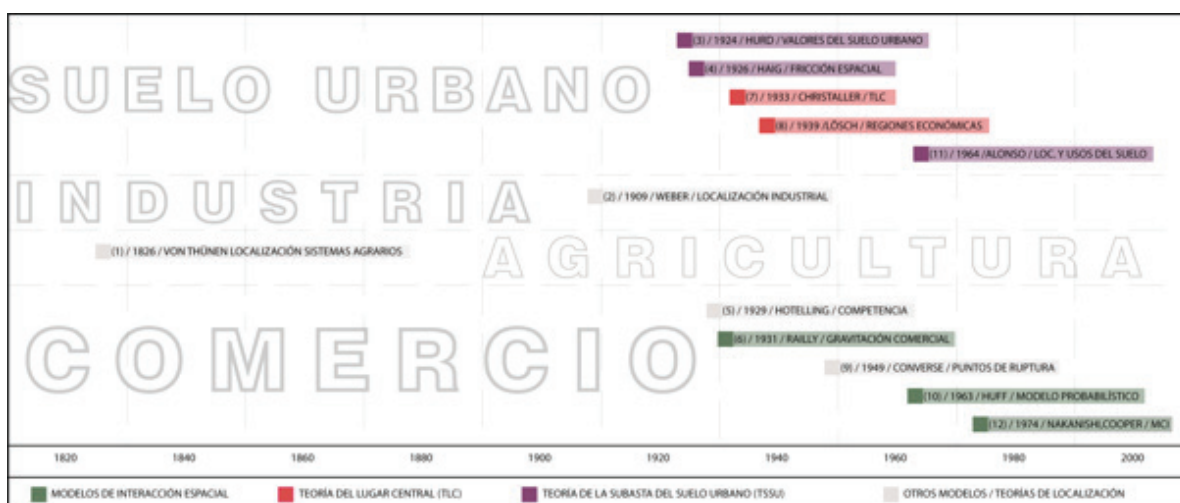 SUELO URBANO
(3) / 1924 / HURD / VALORES DEL SUELO URBANO
(4) / 1926 / HAIG / FRICCIÓN ESPACIAL
(7) / 1933 / CHRISTALLER / TLC
(8) / 1939 /LÖSCH / REGIONES ECONÓMICAS
(11) / 1964 /ALONSO / LOC. Y USOS DEL SUELO
INDUSTRIA
(2) / 1909 / WEBER / LOCALIZACIÓN INDUSTRIAL
(1) / 1826 / VON THÜNEN LOCALIZACIÓN SISTEMAS AGRARIOS
AGRICULTURA
COMERCIO
(5) / 1929 / HOTELLING / COMPETENCIA
(6) / 1931 / RAILLY / GRAVITACIÓN COMERCIAL
(9) / 1949 / CONVERSE / PUNTOS DE RUPTURA
(10) / 1963 / HUFF / MODELO PROBABILÍSTICO
(12) / 1974 / NAKANISHI,COOPER / MCI
1820 1840 1860 1880 1900 1920 1940 1960 1980 2000
MODELOS DE INTERACCIÓN ESPACIAL TEORÍA DEL LUGAR CENTRAL (TLC) TEORÍA DE LA SUBASTA DEL SUELO URBANO (TSSU) OTROS MODELOS / TEORÍAS DE LOCALIZACIÓN